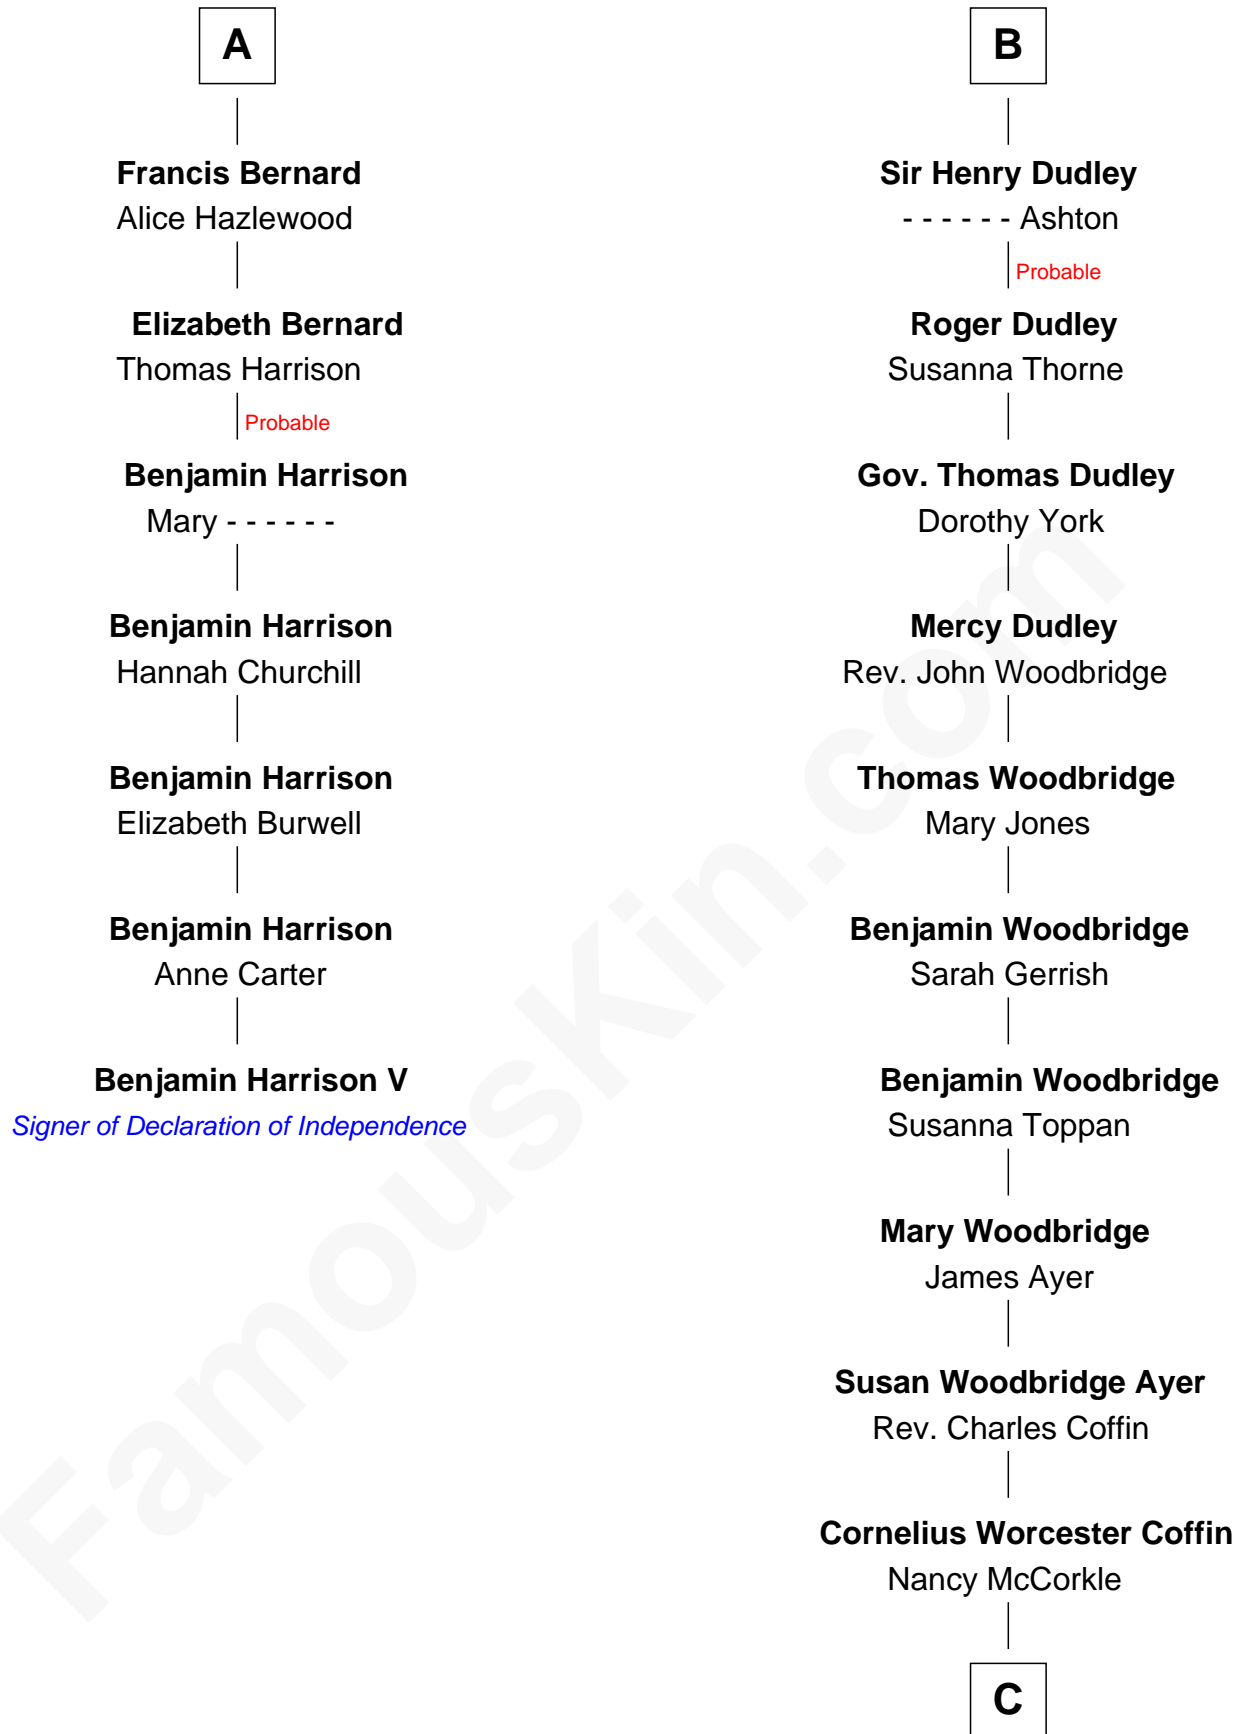 A
Francis Bernard
Alice Hazlewood
Elizabeth Bernard
Thomas Harrison
Probable
Benjamin Harrison
Mary - - - - - -
Benjamin Harrison
Hannah Churchill
Benjamin Harrison
Elizabeth Burwell
Benjamin Harrison
Anne Carter
Benjamin Harrison V
Signer of Declaration of Independence
B
Sir Henry Dudley
- - - - - - Ashton
Probable
Roger Dudley
Susanna Thorne
Gov. Thomas Dudley
Dorothy York
Mercy Dudley
Rev. John Woodbridge
Thomas Woodbridge
Mary Jones
Benjamin Woodbridge
Sarah Gerrish
Benjamin Woodbridge
Susanna Toppan
Mary Woodbridge
James Ayer
Susan Woodbridge Ayer
Rev. Charles Coffin
Cornelius Worcester Coffin
Nancy McCorkle
C
FamousKin.com